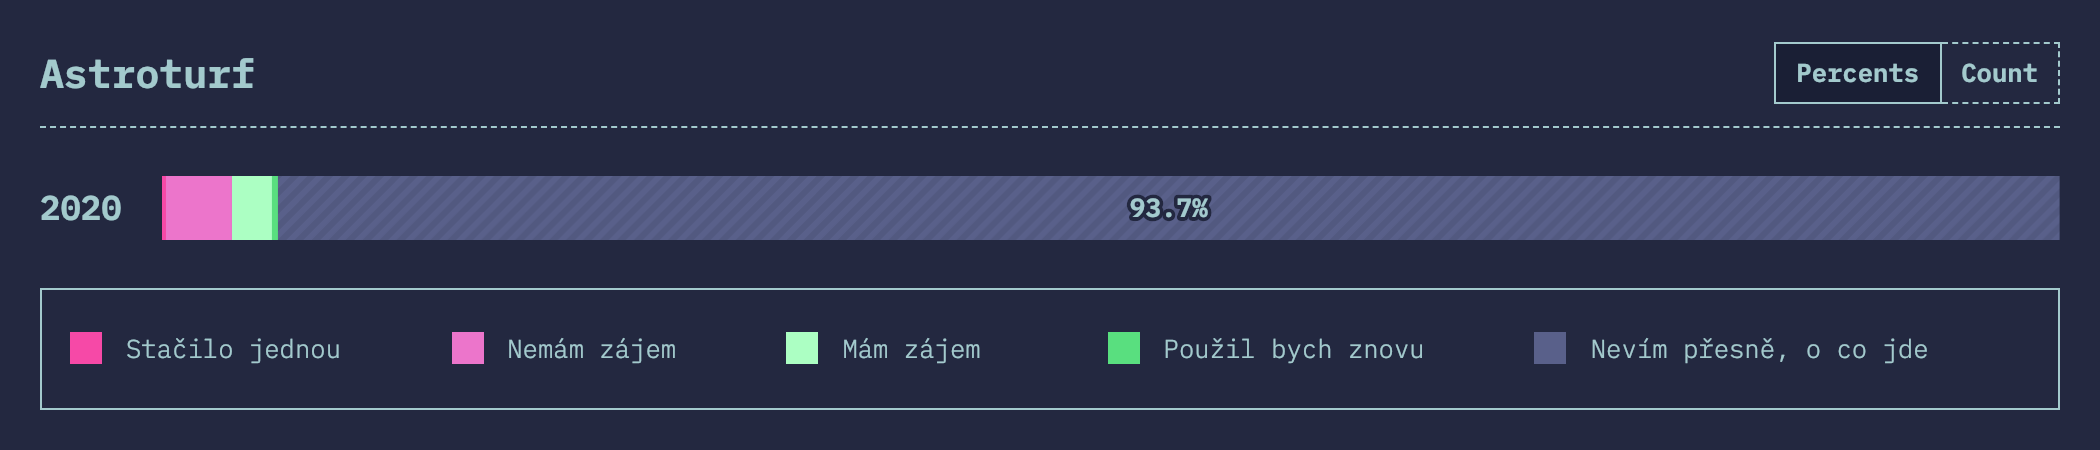 Astroturf
Percents Count
2020 93.7%
Stačilo jednou Nemám zájem Mám zájem Použil bych znovu Nevím přesně, o co jde